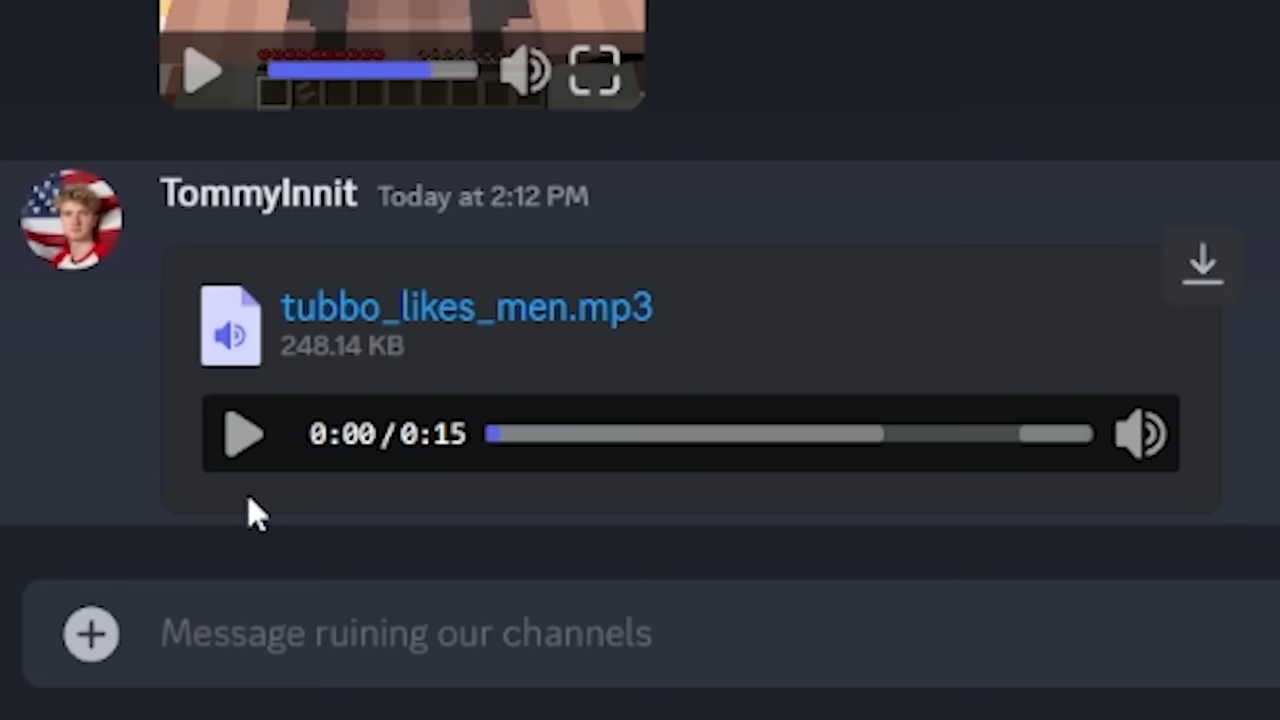 TommyInnit Today at 2:12 PM
tubbo_likes_men.mp3
248.14 KB
0:00/0:15
Message ruining our channels